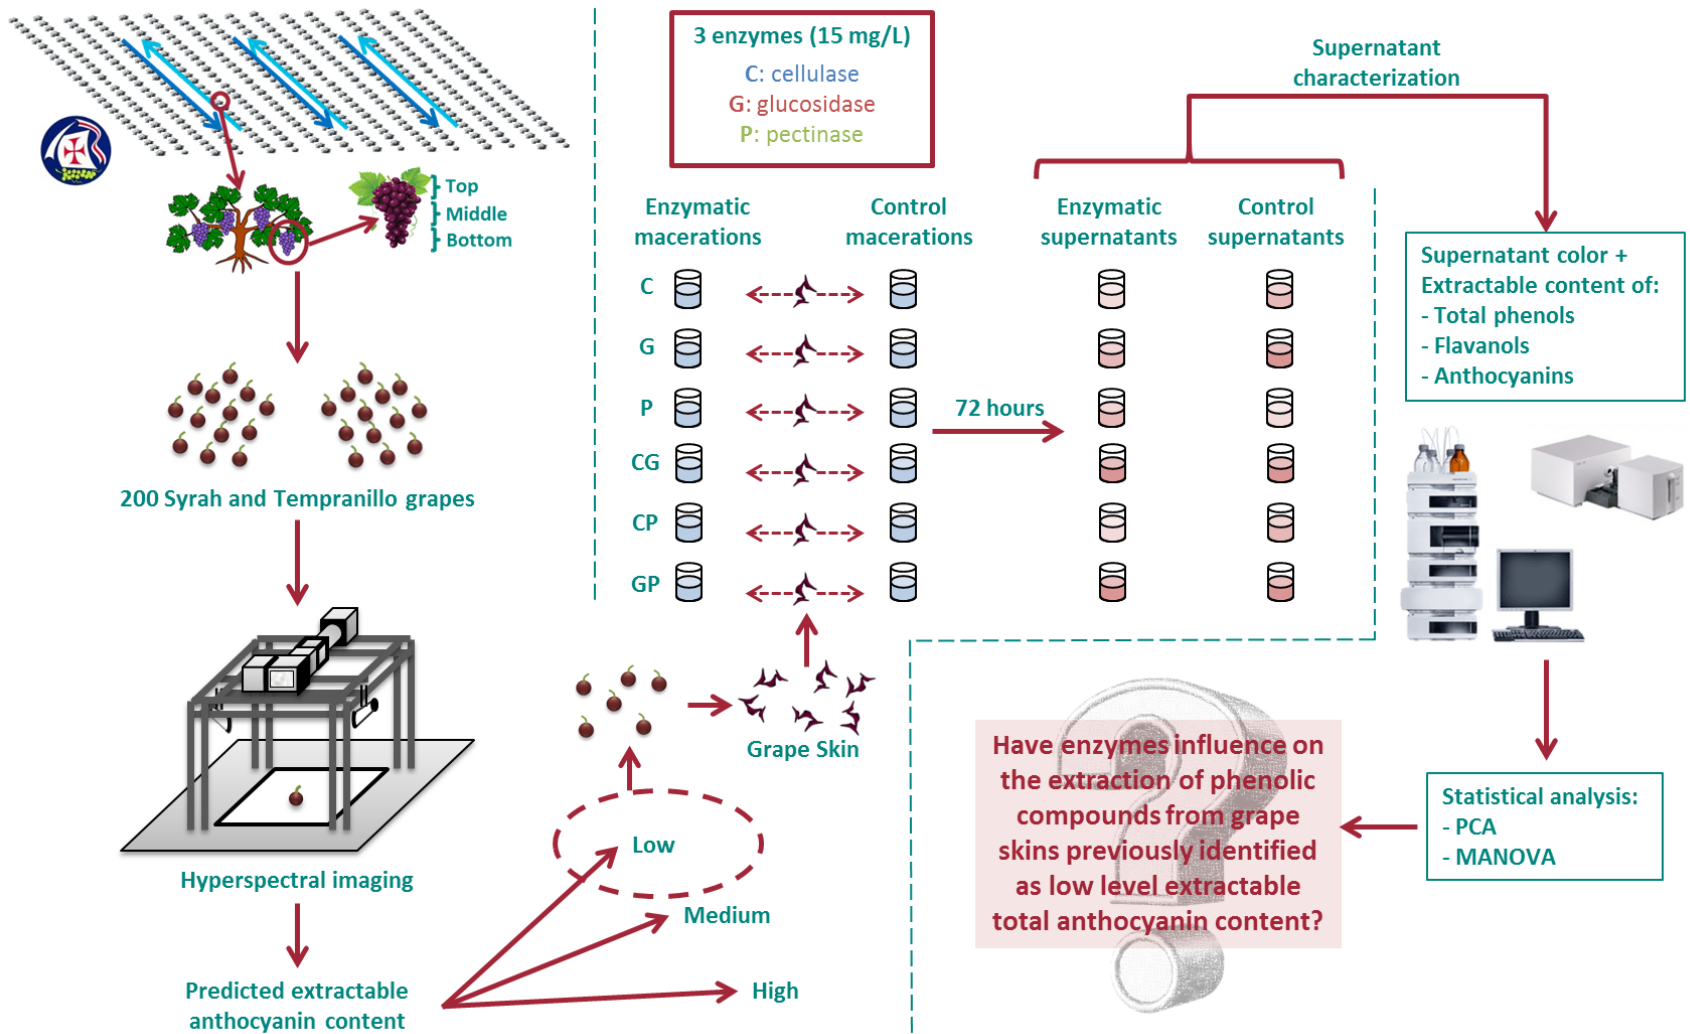 Top
Middle
Bottom
200 Syrah and Tempranillo grapes
Hyperspectral imaging
Predicted extractable
anthocyanin content
Low
Medium
High
Grape Skin
3 enzymes (15 mg/L)
C: cellulase
G: glucosidase
P: pectinase
Enzymatic
macerations
Control
macerations
C
G
P
CG
CP
GP
72 hours
Enzymatic
supernatants
Control
supernatants
Supernatant
characterization
Supernatant color +
Extractable content of:
- Total phenols
- Flavanols
- Anthocyanins
Statistical analysis:
- PCA
- MANOVA
Have enzymes influence on
the extraction of phenolic
compounds from grape
skins previously identified
as low level extractable
total anthocyanin content?